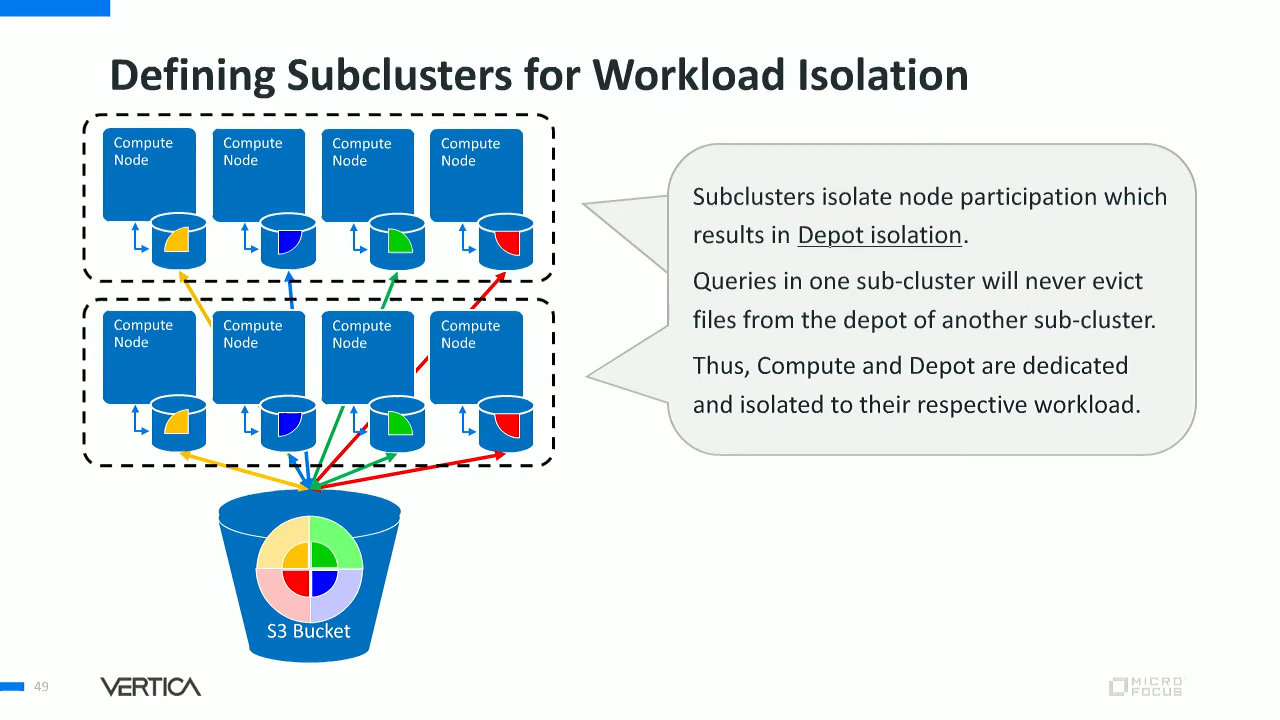 Defining Subclusters for Workload Isolation
Compute
Node
Compute
Node
Compute
Node
Compute
Node
Compute
Node
Compute
Node
Compute
Node
Compute
Node
S3 Bucket
Subclusters isolate node participation which
results in Depot isolation.
Queries in one sub-cluster will never evict
files from the depot of another sub-cluster.
Thus, Compute and Depot are dedicated
and isolated to their respective workload.
49
VERTICA
MICRO
FOCUS